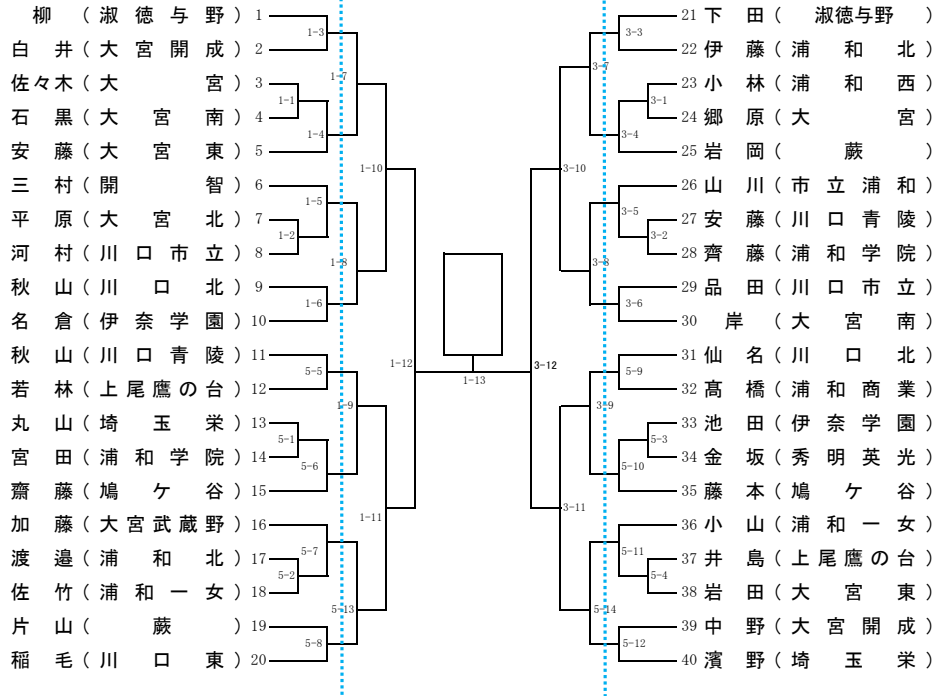 柳（淑徳与野）1
白井（大宮開成）2
佐々木（大宮）3
石黒（大宮南）4
安藤（大宮東）5
三村（開智）6
平原（大宮北）7
河村（川口市立）8
秋山（川口北）9
名倉（伊奈学園）10
秋山（川口青陵）11
若林（上尾鷹の台）12
丸山（埼玉栄）13
宮田（浦和学院）14
齋藤（鳩ケ谷）15
加藤（大宮武蔵野）16
渡邉（浦和北）17
佐竹（浦和一女）18
片山（蕨）19
稲毛（川口東）20
1-3
1-1
1-4
1-7
1-5
1-2
1-8
1-6
1-10
5-5
1-9
5-1
5-6
5-7
5-2
5-13
5-8
1-11
1-12
1-13
3-12
3-3
3-7
3-1
3-4
3-10
3-5
3-2
3-8
3-6
5-9
3-9
5-3
5-10
3-11
5-11
5-4
5-14
5-12
21 下田（淑徳与野）
22 伊藤（浦和北）
23 小林（浦和西）
24 郷原（大宮）
25 岩岡（蕨）
26 山川（市立浦和）
27 安藤（川口青陵）
28 齊藤（浦和学院）
29 品田（川口市立）
30 岸（大宮南）
31 仙名（川口北）
32 髙橋（浦和商業）
33 池田（伊奈学園）
34 金坂（秀明英光）
35 藤本（鳩ケ谷）
36 小山（浦和一女）
37 井島（上尾鷹の台）
38 岩田（大宮東）
39 中野（大宮開成）
40 濱野（埼玉栄）